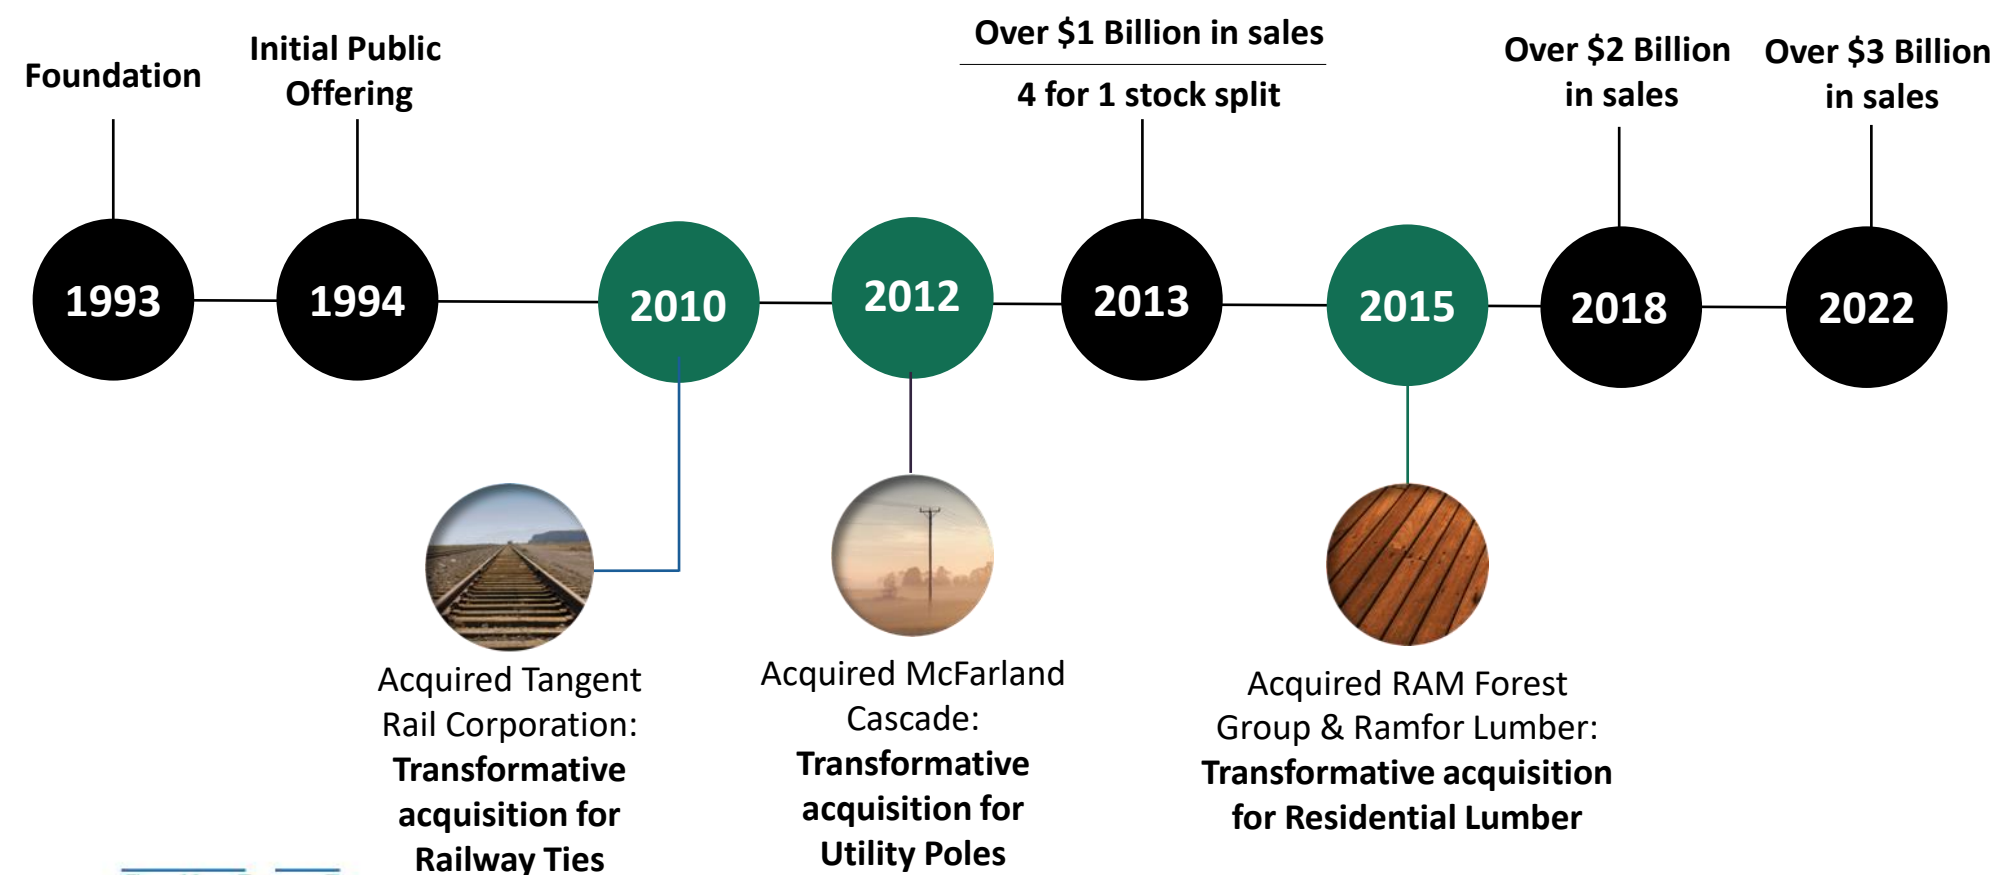 Foundation
Initial Public
Offering
Over $1 Billion in sales
4 for 1 stock split
Over $2 Billion
in sales
Over $3 Billion
in sales
1993
1994
2010
2012
2013
2015
2018
2022
Acquired Tangent
Rail Corporation:
Transformative
acquisition for
Railway Ties
Acquired McFarland
Cascade:
Transformative
acquisition for
Utility Poles
Acquired RAM Forest
Group & Ramfor Lumber:
Transformative acquisition
for Residential Lumber